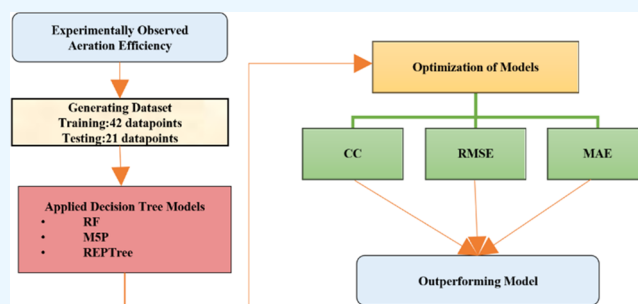 Experimentally Observed
Aeration Efficiency
Generating Dataset
Training:42 datapoints
Testing:21 datapoints
Applied Decision Tree Models
• RF
• M5P
• REPTree
Optimization of Models
CC
RMSE
MAE
Outperforming Model